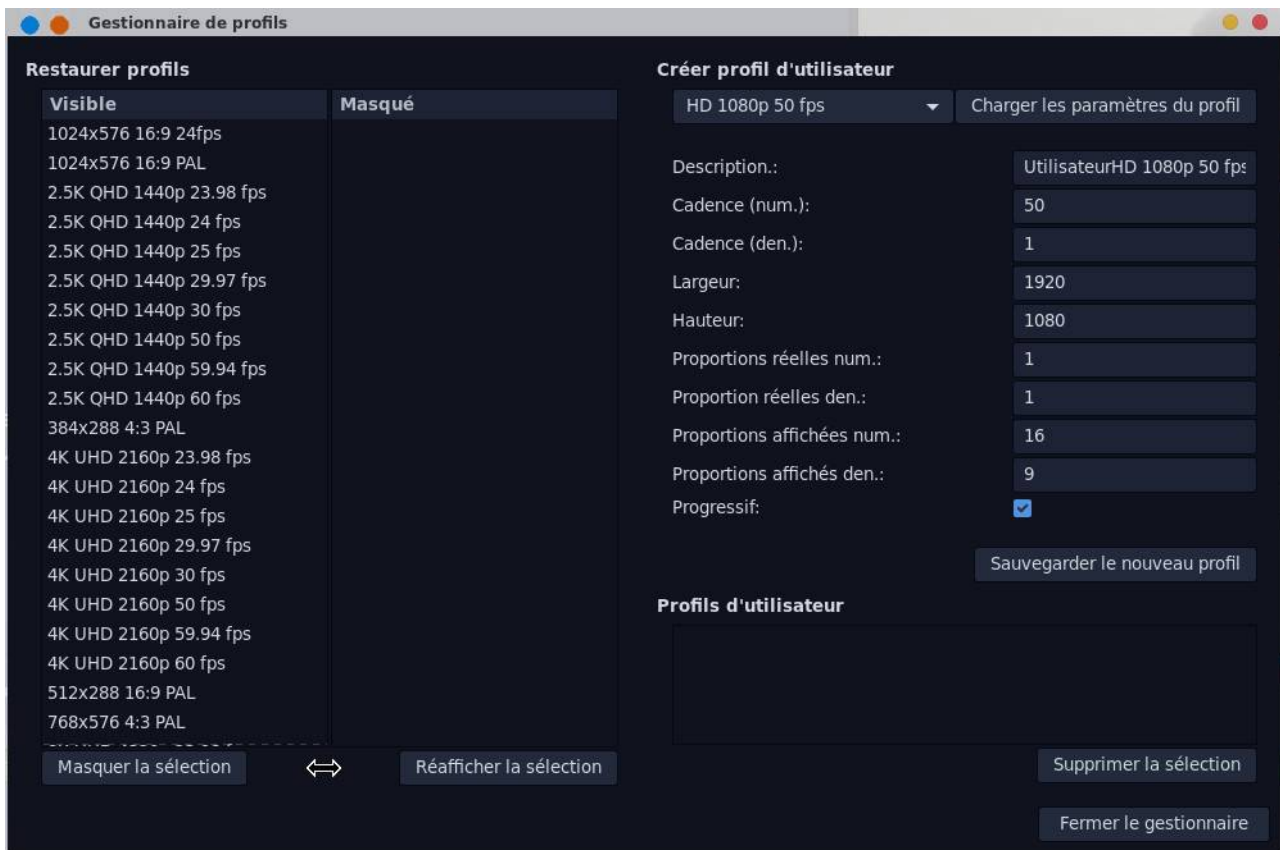 Gestionnaire de profils
Restaurer profils
Visible
Masqué
1024x576 16:9 24fps
1024x576 16:9 PAL
2.5K QHD 1440p 23.98 fps
2.5K QHD 1440p 24 fps
2.5K QHD 1440p 25 fps
2.5K QHD 1440p 29.97 fps
2.5K QHD 1440p 30 fps
2.5K QHD 1440p 50 fps
2.5K QHD 1440p 59.94 fps
2.5K QHD 1440p 60 fps
384x288 4:3 PAL
4K UHD 2160p 23.98 fps
4K UHD 2160p 24 fps
4K UHD 2160p 25 fps
4K UHD 2160p 29.97 fps
4K UHD 2160p 30 fps
4K UHD 2160p 50 fps
4K UHD 2160p 59.94 fps
4K UHD 2160p 60 fps
512x288 16:9 PAL
768x576 4:3 PAL
Masquer la sélection
Réafficher la sélection
Créer profil d'utilisateur
HD 1080p 50 fps
Charger les paramètres du profil
Description.: UtilisateurHD 1080p 50 fps
Cadence (num.): 50
Cadence (den.): 1
Largeur: 1920
Hauteur: 1080
Proportions réelles num.: 1
Proportion réelles den.: 1
Proportions affichées num.: 16
Proportions affichés den.: 9
Progressif:
Sauvegarder le nouveau profil
Profils d'utilisateur
Supprimer la sélection
Fermer le gestionnaire